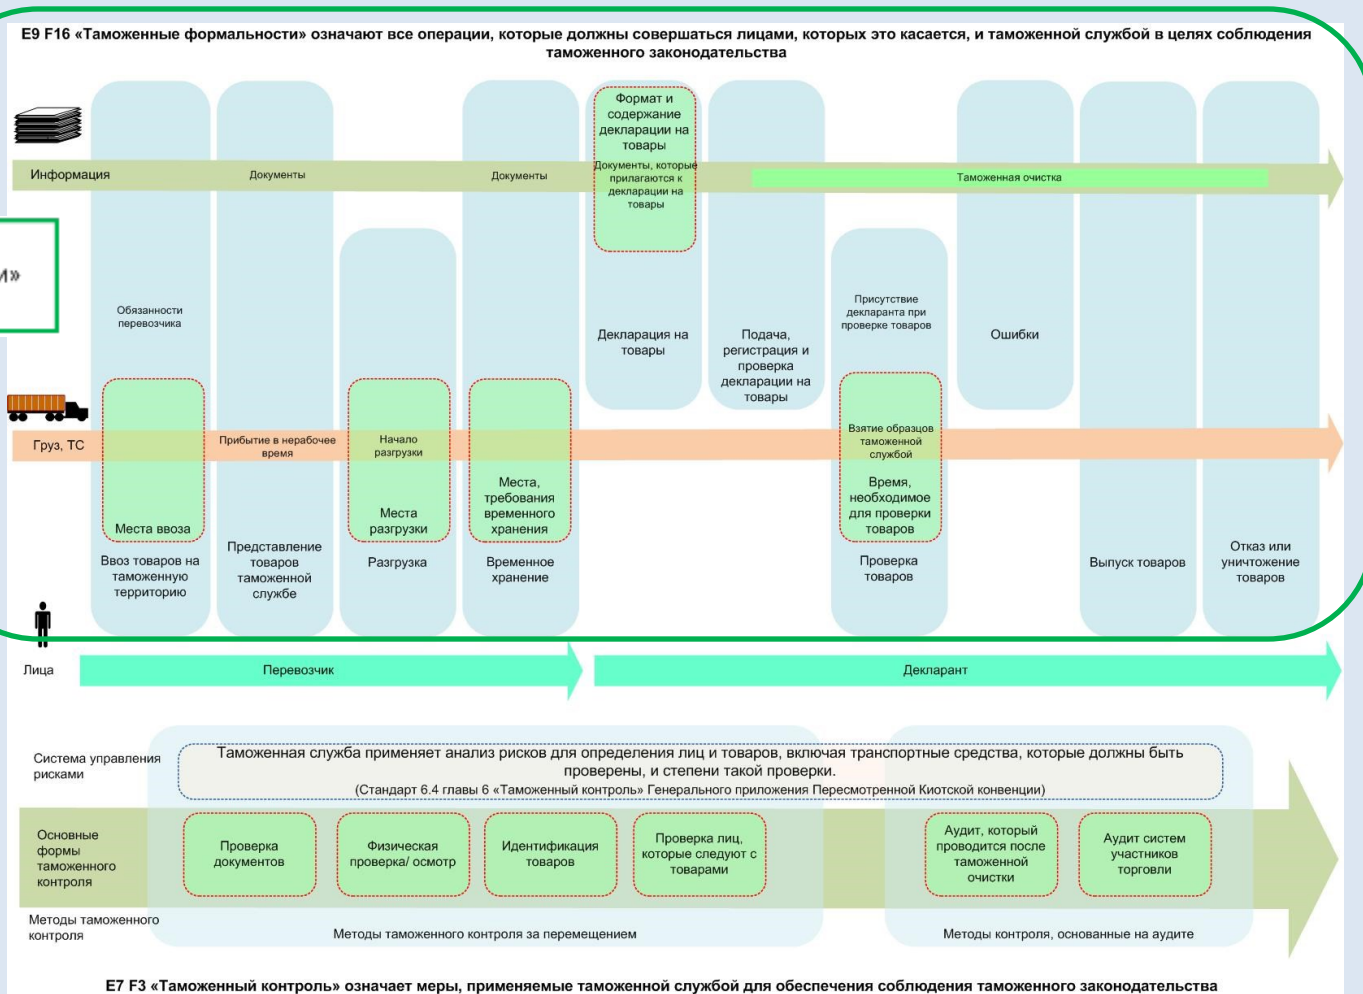 E9 F16 «Таможенные формальности» означают все операции, которые должны совершаться лицами, которых это касается, и таможенной службой в целях соблюдения
таможенного законодательства
Формат и
содержание
декларации на
товары
Информация
Документы
Документы
Документы, которые
прилагаются к
декларации на
товары
Таможенная очистка
Обязанности
перевозчика
Декларация на
товары
Подача,
регистрация и
проверка
декларации на
товары
Присутствие
декларанта при
проверке товаров
Ошибки
Груз, ТС
Прибытие в нерабочее
время
Начало
разгрузки
Взятие образцов
таможенной
службой
Места ввоза
Места
разгрузки
Места,
требования
временного
хранения
Время,
необходимое
для проверки
товаров
Ввоз товаров на
таможенную
территорию
Представление
товаров
таможенной
службе
Разгрузка
Временное
хранение
Проверка
товаров
Выпуск товаров
Отказ или
уничтожение
товаров
Лица
Перевозчик
Декларант
Система управления
рисками
Таможенная служба применяет анализ рисков для определения лиц и товаров, включая транспортные средства, которые должны быть
проверены, и степени такой проверки.
(Стандарт 6.4 главы 6 «Таможенный контроль» Генерального приложения Пересмотренной Киотской конвенции)
Основные
формы
таможенного
контроля
Проверка
документов
Физическая
проверка/ осмотр
Идентификация
товаров
Проверка лиц,
которые следуют с
товарами
Аудит, который
проводится после
таможенной
очистки
Аудит систем
участников
торговли
Методы таможенного
контроля
Методы таможенного контроля за перемещением
Методы контроля, основанные на аудите
E7 F3 «Таможенный контроль» означает меры, применяемые таможенной службой для обеспечения соблюдения таможенного законодательства